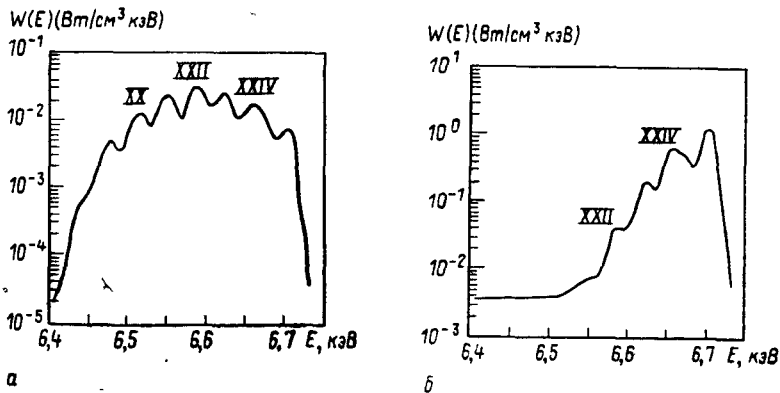 W(E)(Вт/см³ кэВ)
10⁻¹
10⁻²
10⁻³
10⁻⁴
10⁻⁵
XX
XXII
XXIV
6,4 6,5 6,6 6,7 E, кэВ
а
W(E)(Вт/см³ кэВ)
10¹
10⁰
10⁻¹
10⁻²
10⁻³
XXII
XXIV
6,4 6,5 6,6 6,7 E, кэВ
б